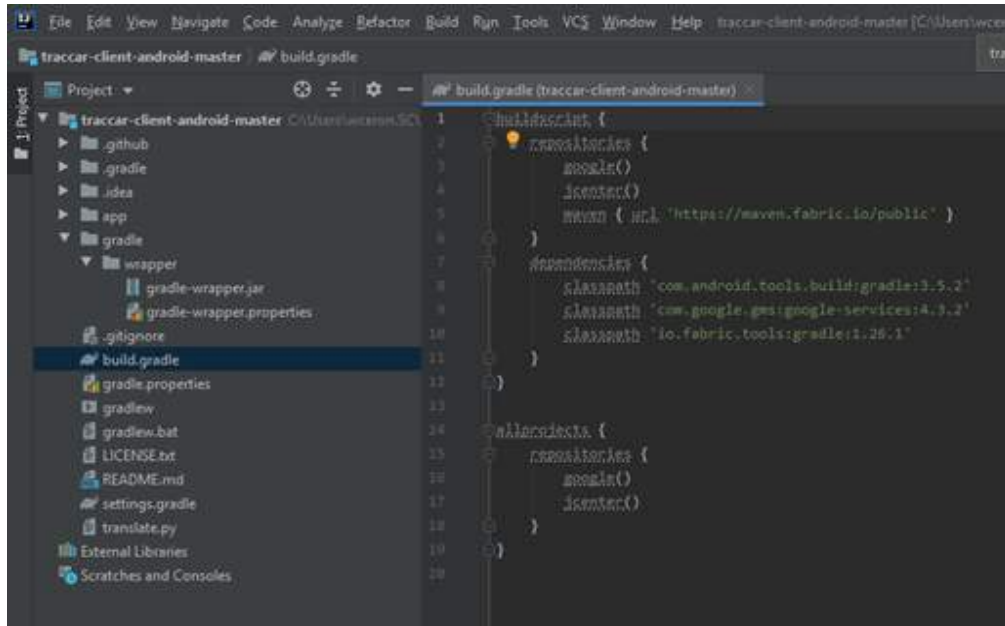 File Edit View Navigate Code Analyze Refactor Build Run Tools VCS Window Help traccar-client-android-master [C:\Users\wceron
traccar-client-android-master build.gradle
tra
1: Project
Project
build.gradle (traccar-client-android-master)
traccar-client-android-master C:\Users\wceron.SC\
.github
.gradle
.idea
app
gradle
wrapper
gradle-wrapper.jar
gradle-wrapper.properties
.gitignore
build.gradle
gradle.properties
gradlew
gradlew.bat
LICENSE.txt
README.md
settings.gradle
translate.py
External Libraries
Scratches and Consoles
1 buildscript {
2 repositories {
3 google()
4 jcenter()
5 maven { url 'https://maven.fabric.io/public' }
6 }
7 dependencies {
8 classpath 'com.android.tools.build:gradle:3.5.2'
9 classpath 'com.google.gms:google-services:4.3.2'
10 classpath 'io.fabric.tools:gradle:1.26.1'
11 }
12 }
13
14 allprojects {
15 repositories {
16 google()
17 jcenter()
18 }
19 }
20